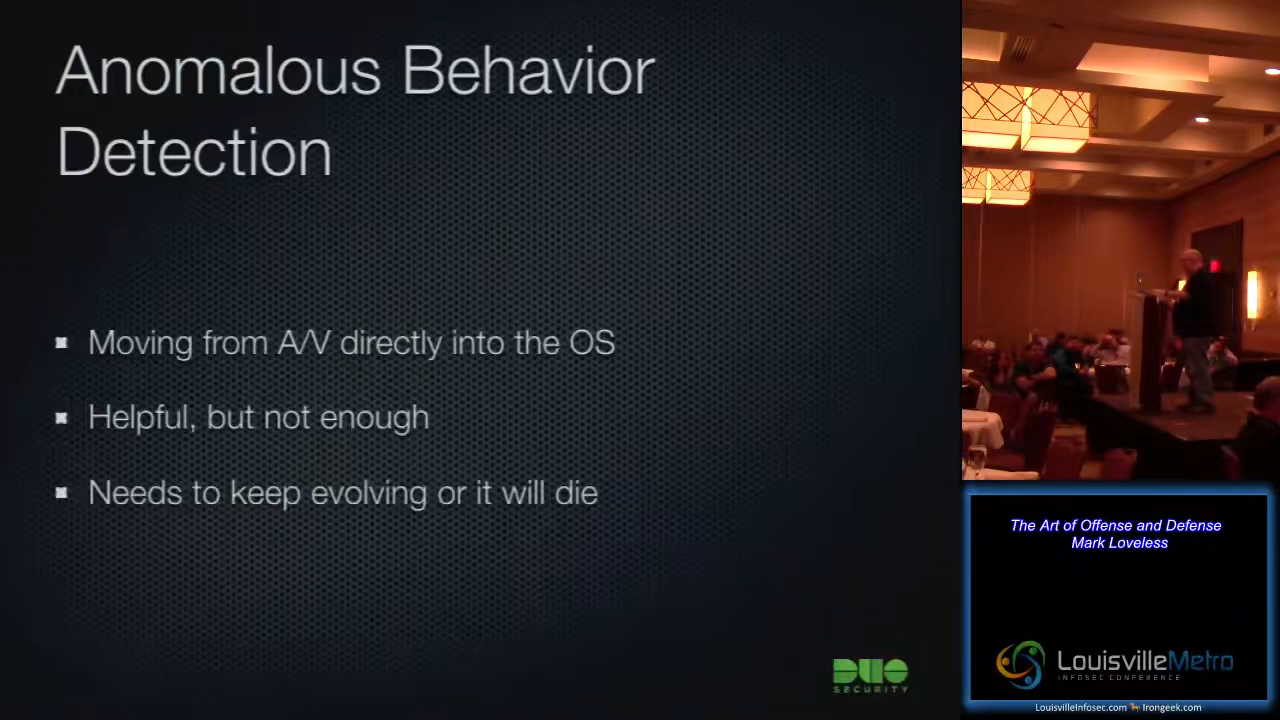 Anomalous Behavior
Detection
Moving from A/V directly into the OS
Helpful, but not enough
Needs to keep evolving or it will die
DUO
SECURITY
The Art of Offense and Defense
Mark Loveless
LouisvilleMetro
INFOSEC CONFERENCE
LouisvilleInfosec.com Irongeek.com